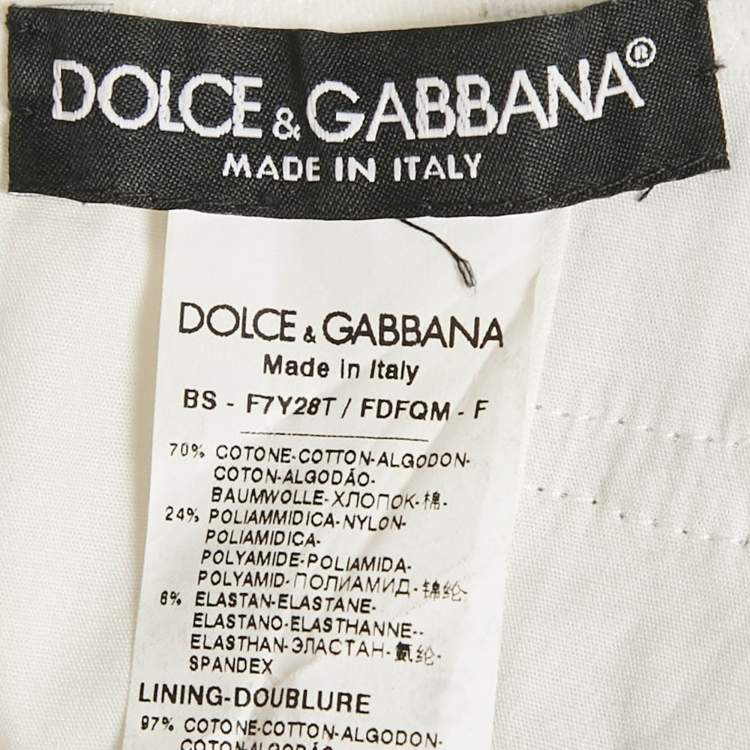 DOLCE & GABBANA®
MADE IN ITALY
DOLCE & GABBANA
Made in Italy
BS - F7Y28T / FDFQM - F
70% COTONE-COTTON-ALGODON-
COTON-ALGODÃO-
BAUMWOLLE-ХЛОПОК-棉-
24% POLIAMMIDICA-NYLON-
POLIAMIDICA-
POLYAMIDE-POLIAMIDA-
POLYAMID-ПОЛИАМИД-锦纶-
6% ELASTAN-ELASTANE-
ELASTANO-ELASTHANNE--
ELASTHAN-ЭЛАСТАН-氨纶-
SPANDEX
LINING-DOUBLURE
97% COTONE-COTTON-ALGODON-
COTON-ALGODÃO-